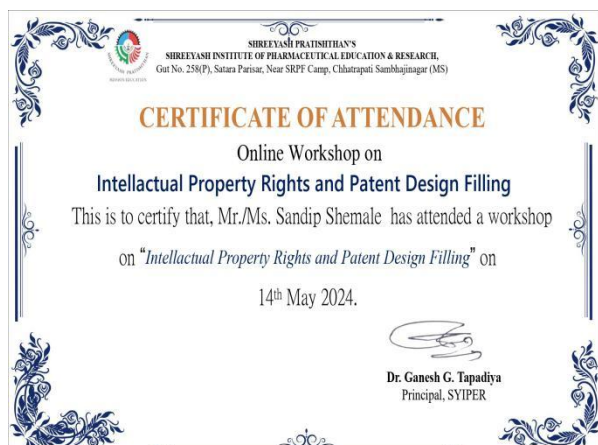 SHREEYASH PRATISHTHAN'S
SHREEYASH INSTITUTE OF PHARMACEUTICAL EDUCATION & RESEARCH,
Gut No. 258(P), Satara Parisar, Near SRPF Camp, Chhatrapati Sambhajinagar (MS)
CERTIFICATE OF ATTENDANCE
Online Workshop on
Intellactual Property Rights and Patent Design Filling
This is to certify that, Mr./Ms. Sandip Shemale has attended a workshop
on "Intellactual Property Rights and Patent Design Filling" on
14th May 2024.
Dr. Ganesh G. Tapadiya
Principal, SYIPER